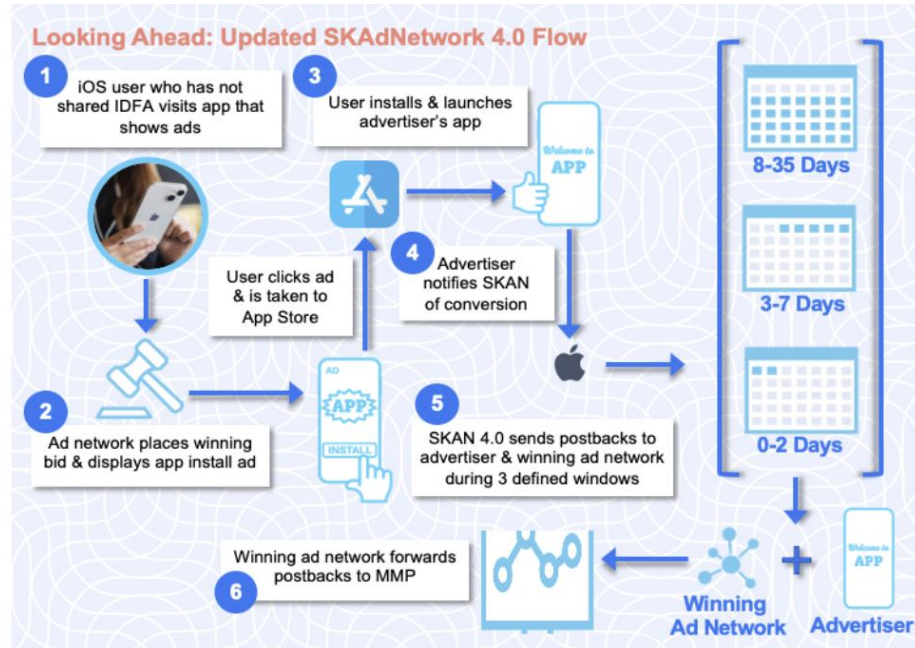 Looking Ahead: Updated SKAdNetwork 4.0 Flow
1
iOS user who has not
shared IDFA visits app that
shows ads
2
Ad network places winning
bid & displays app install ad
AD
APP
INSTALL
User clicks ad
& is taken to
App Store
3
User installs & launches
advertiser's app
Welcome to
APP
4
Advertiser
notifies SKAN
of conversion
5
SKAN 4.0 sends postbacks to
advertiser & winning ad network
during 3 defined windows
8-35 Days
3-7 Days
0-2 Days
Winning
Ad Network
+
Welcome to
APP
Advertiser
Winning ad network forwards
postbacks to MMP
6